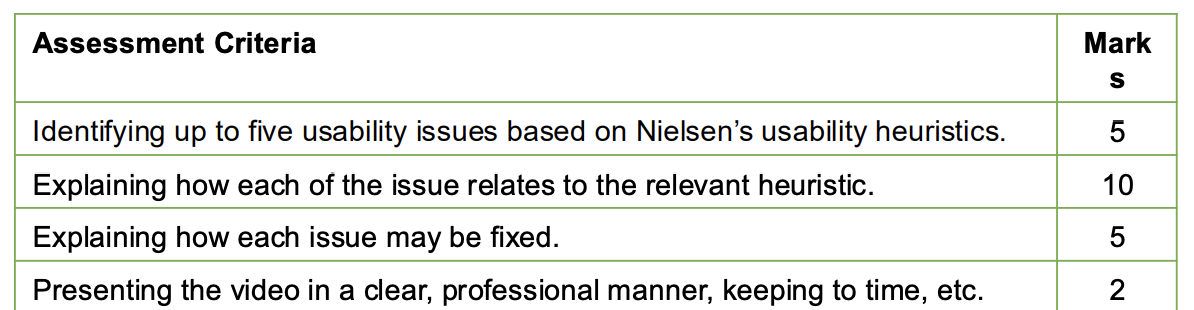 Assessment Criteria
Mark
s
Identifying up to five usability issues based on Nielsen’s usability heuristics.
5
Explaining how each of the issue relates to the relevant heuristic.
10
Explaining how each issue may be fixed.
5
Presenting the video in a clear, professional manner, keeping to time, etc.
2